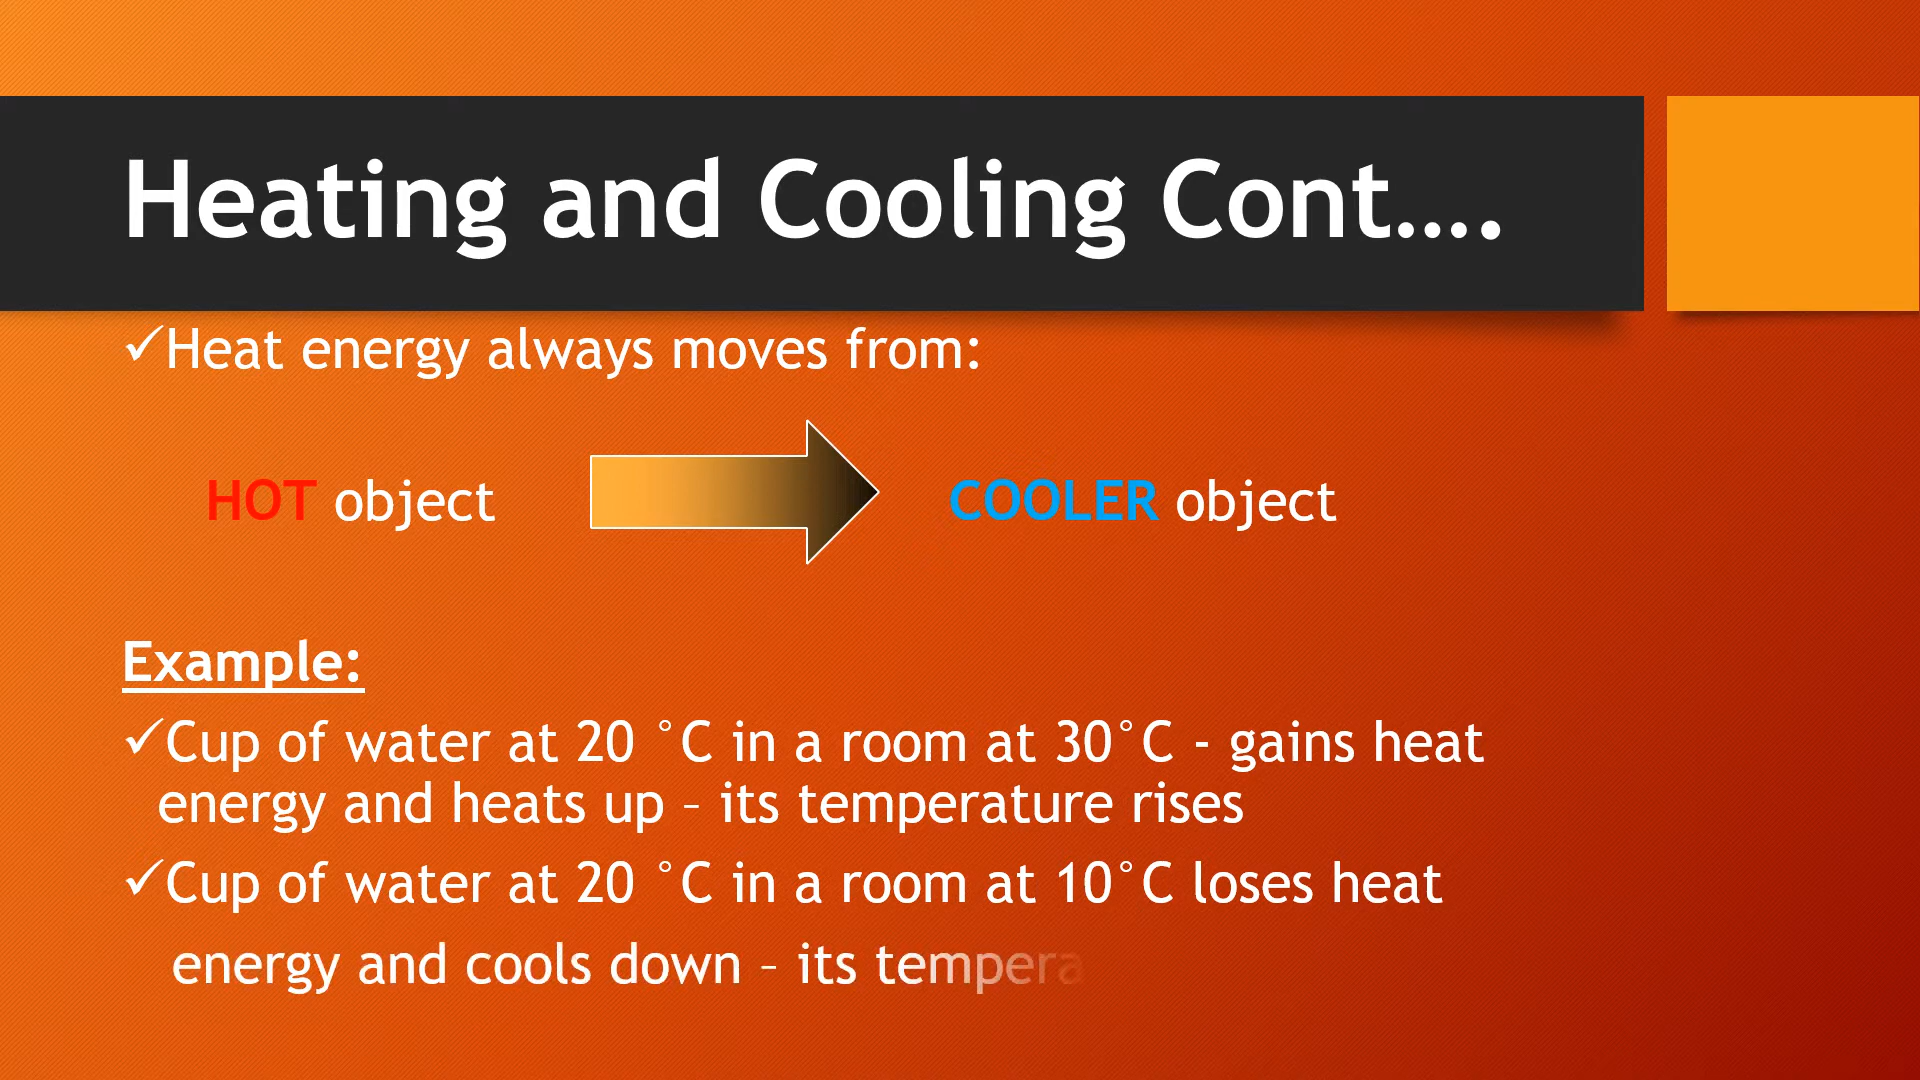 Heating and Cooling Cont....
✓Heat energy always moves from:
HOT object COOLER object
Example:
✓Cup of water at 20 °C in a room at 30°C - gains heat
energy and heats up – its temperature rises
✓Cup of water at 20 °C in a room at 10°C loses heat
energy and cools down – its tempera